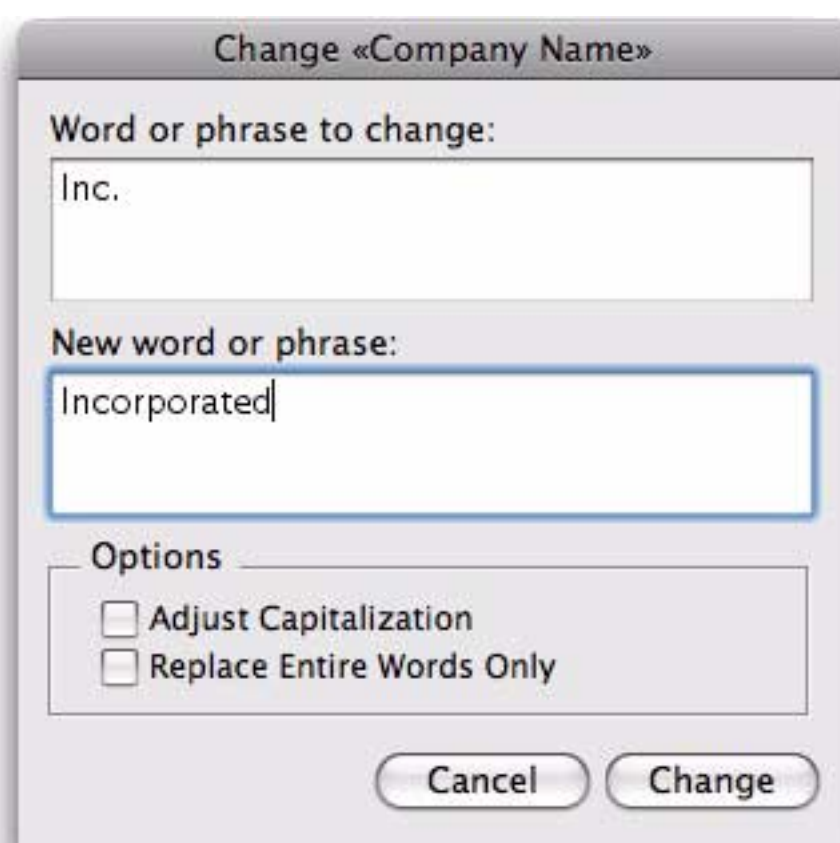 Change «Company Name»
Word or phrase to change:
Inc.
New word or phrase:
Incorporated
Options
Adjust Capitalization
Replace Entire Words Only
Cancel Change